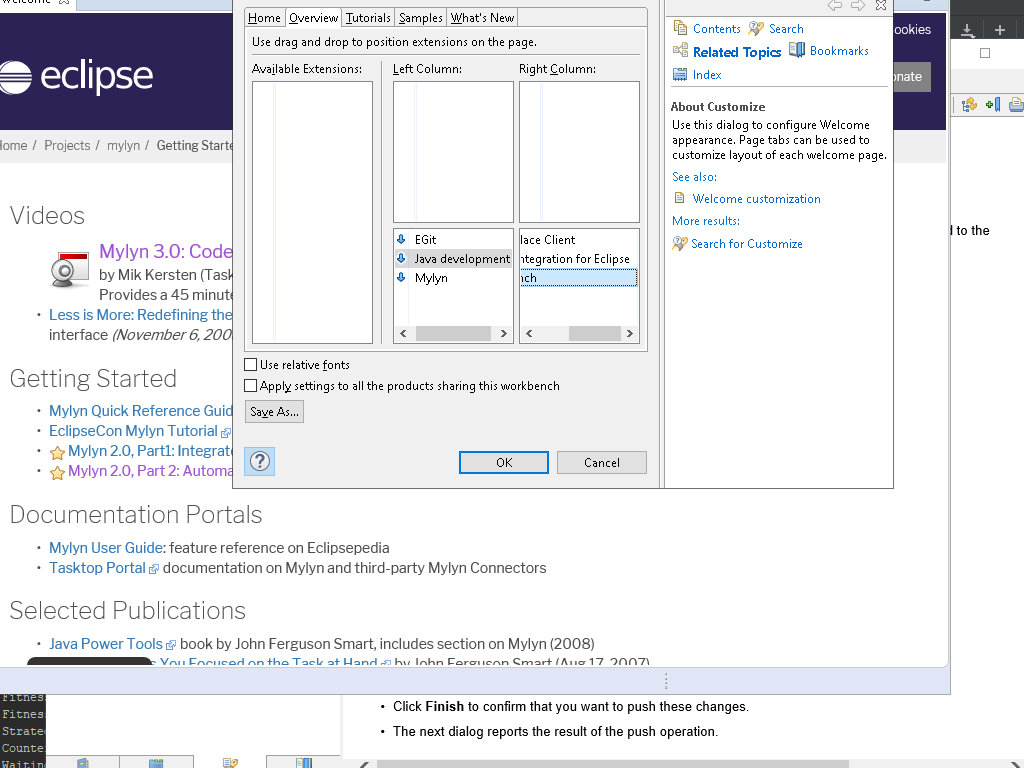 Welcome
Home Overview Tutorials Samples What's New
Use drag and drop to position extensions on the page.
Available Extensions: Left Column: Right Column:
EGit
Java development
Mylyn
lace Client
ntegration for Eclipse
nch
Use relative fonts
Apply settings to all the products sharing this workbench
Save As...
OK Cancel
Contents Search
Related Topics Bookmarks
Index
About Customize
Use this dialog to configure Welcome
appearance. Page tabs can be used to
customize layout of each welcome page.
See also:
Welcome customization
More results:
Search for Customize
ookies
eclipse
nate
Home / Projects / mylyn / Getting Starte
d to the
Videos
Mylyn 3.0: Code
by Mik Kersten (Task
Provides a 45 minute
• Less is More: Redefining the
interface (November 6, 200
Getting Started
• Mylyn Quick Reference Guid
• EclipseCon Mylyn Tutorial
• Mylyn 2.0, Part1: Integrat
• Mylyn 2.0, Part 2: Automa
Documentation Portals
• Mylyn User Guide: feature reference on Eclipsepedia
• Tasktop Portal documentation on Mylyn and third-party Mylyn Connectors
Selected Publications
• Java Power Tools book by John Ferguson Smart, includes section on Mylyn (2008)
You Focused on the Task at Hand by John Ferguson Smart (Aug 17, 2007)
Fitnes
Fitnes
Strate
Counte
Waitin
• Click Finish to confirm that you want to push these changes.
• The next dialog reports the result of the push operation.